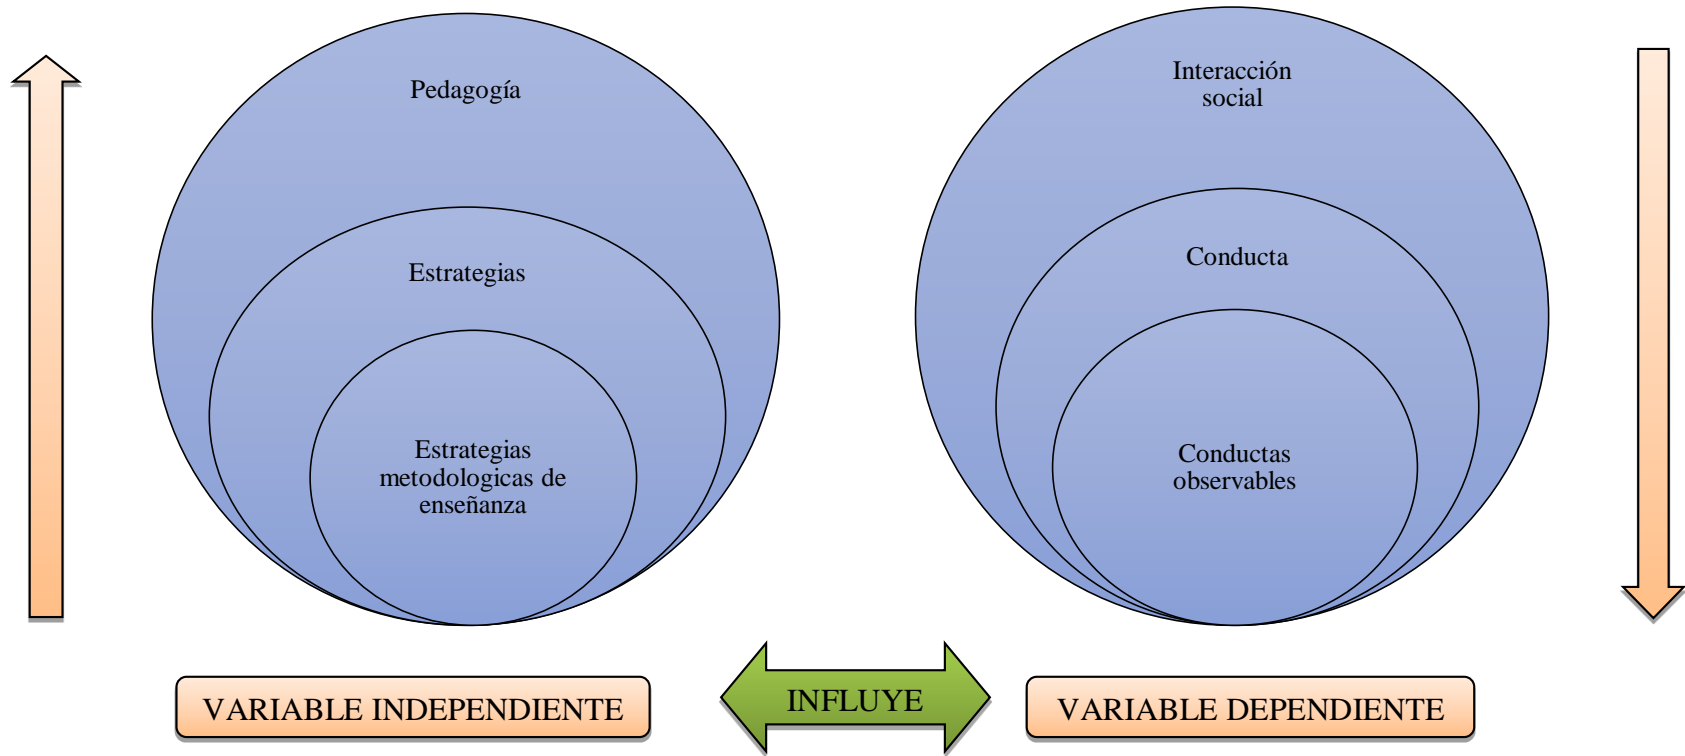 Pedagogía
Estrategias
Estrategias
metodologicas de
enseñanza
Interacción
social
Conducta
Conductas
observables
VARIABLE INDEPENDIENTE
INFLUYE
VARIABLE DEPENDIENTE